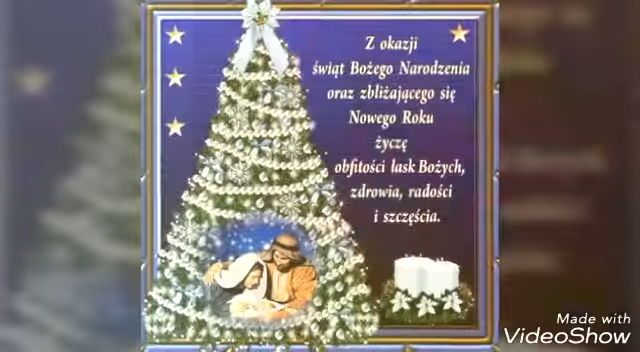 Z okazji
świąt Bożego Narodzenia
oraz zbliżającego się
Nowego Roku
życzę
obfitości łask Bożych,
zdrowia, radości
i szczęścia.
Made with
VideoShow